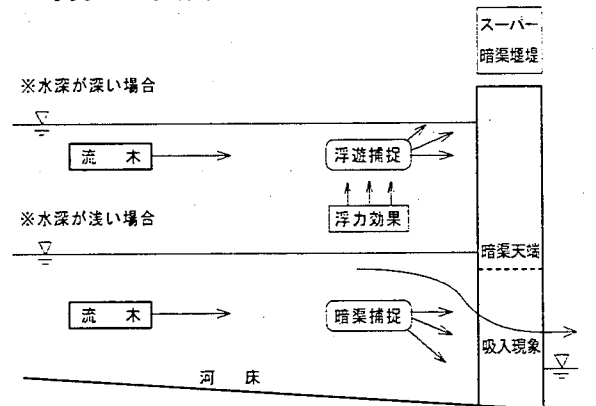 スーパー
暗渠堰堤
※水深が深い場合
流木
浮遊捕捉
浮力効果
※水深が浅い場合
暗渠天端
流木
暗渠捕捉
吸入現象
河床